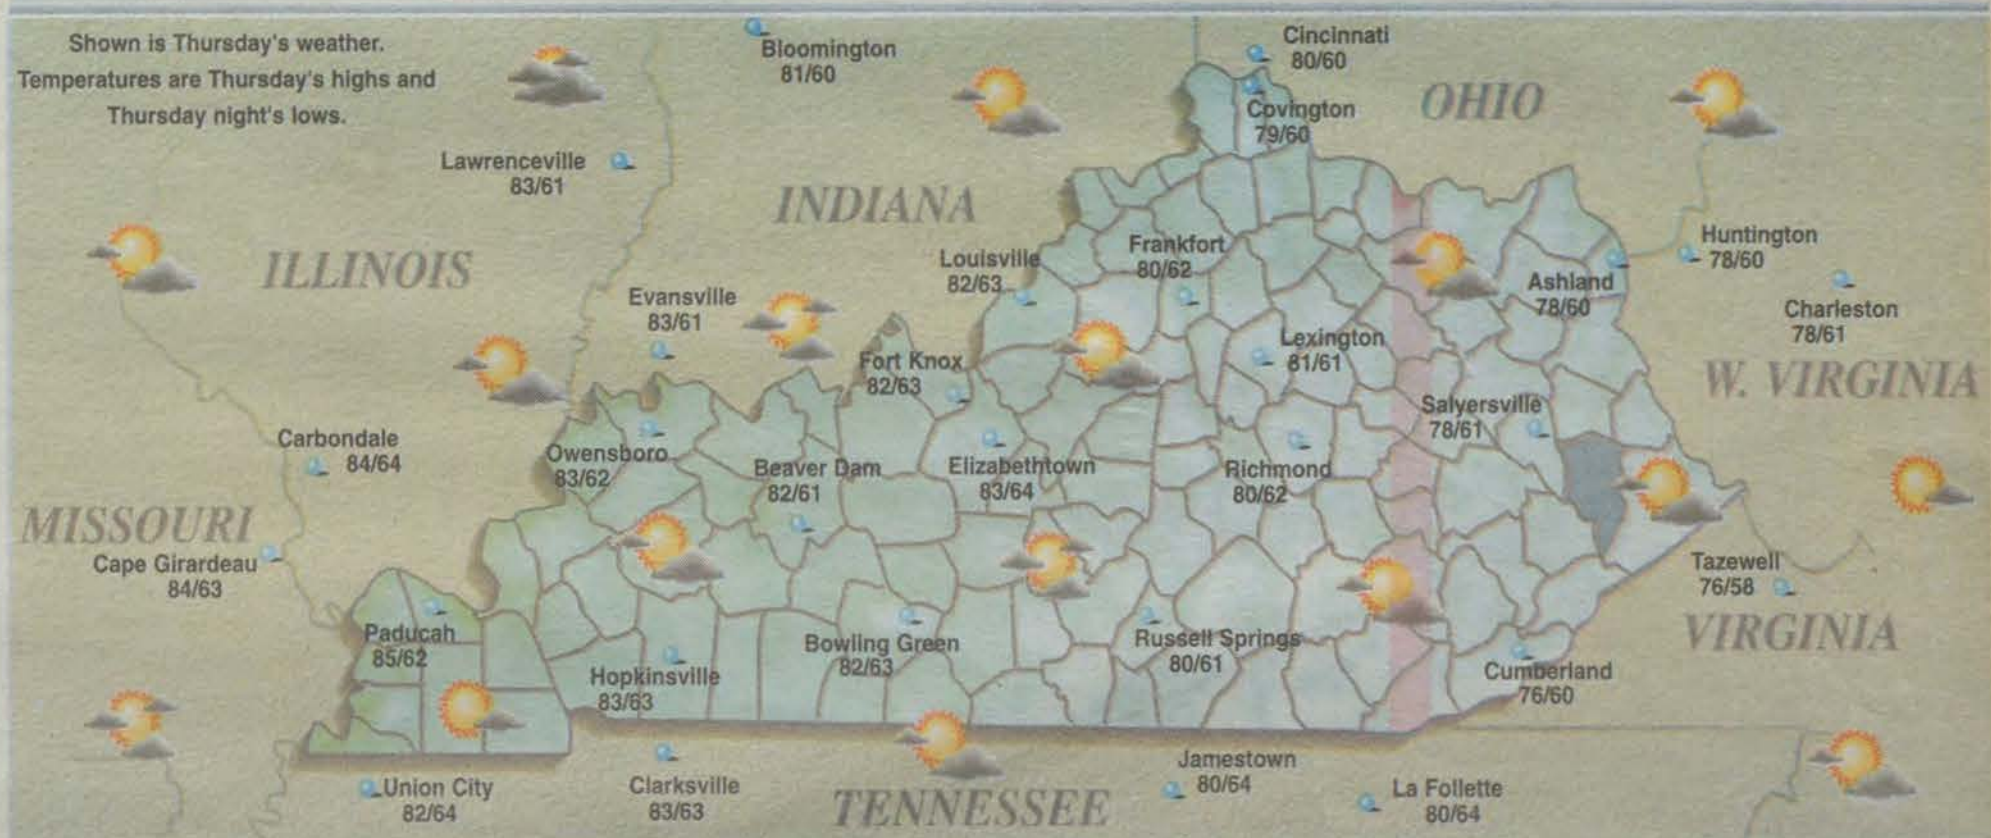 Shown is Thursday's weather.
Temperatures are Thursday's highs and
Thursday night's lows.
Bloomington
81/60
Cincinnati
80/60
Covington
79/60
OHIO
Lawrenceville
83/61
INDIANA
ILLINOIS
Louisville
82/63
Frankfort
80/62
Huntington
78/60
Ashland
78/60
Charleston
78/61
Evansville
83/61
Fort Knox
82/63
Lexington
81/61
W. VIRGINIA
Salyersville
78/61
Carbondale
84/64
Owensboro
83/62
Beaver Dam
82/61
Elizabethtown
83/64
Richmond
80/62
MISSOURI
Cape Girardeau
84/63
Tazewell
76/58
VIRGINIA
Paducah
85/62
Hopkinsville
83/63
Bowling Green
82/63
Russell Springs
80/61
Cumberland
76/60
Union City
82/64
Clarksville
83/63
TENNESSEE
Jamestown
80/64
La Follette
80/64